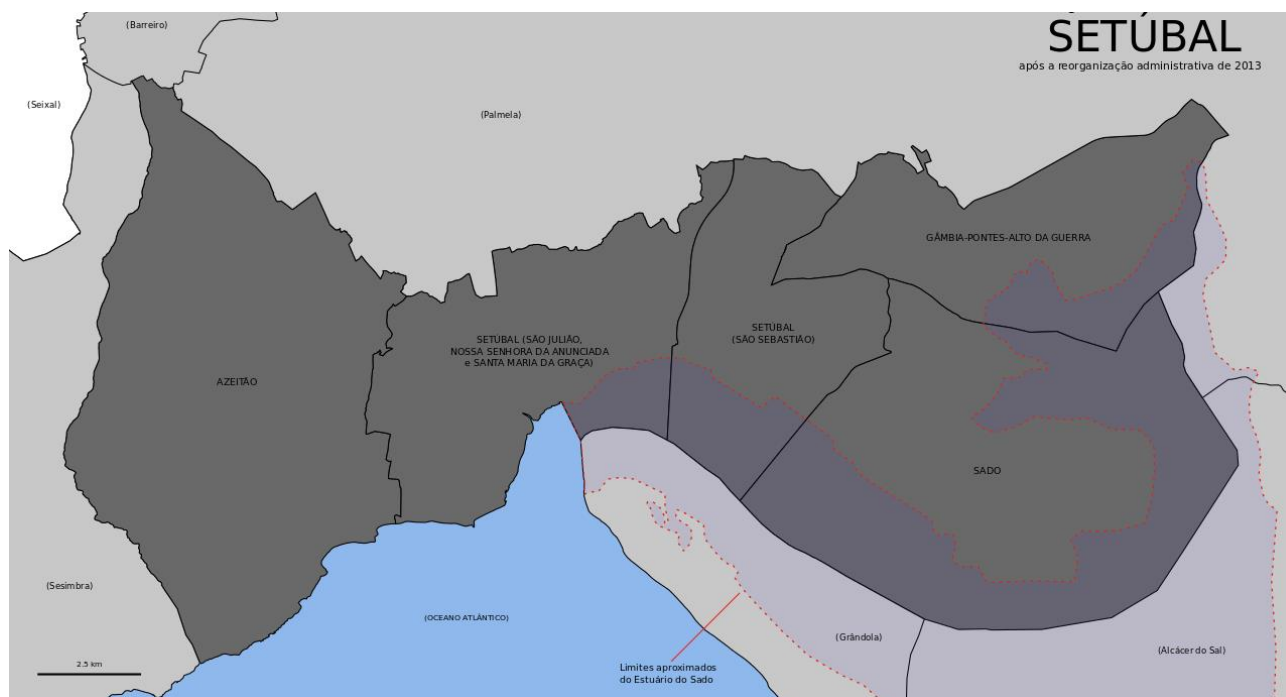 SETÚBAL
após a reorganização administrativa de 2013
(Barreiro)
(Seixal)
(Palmela)
GÂMBIA-PONTES-ALTO DA GUERRA
SETÚBAL (SÃO JULIÃO,
NOSSA SENHORA DA ANUNCIADA
e SANTA MARIA DA GRAÇA)
SETÚBAL
(SÃO SEBASTIÃO)
AZEITÃO
SADO
(Sesimbra)
(OCEANO ATLÂNTICO)
(Grândola)
(Alcácer do Sal)
2.5 km
Limites aproximados
do Estuário do Sado